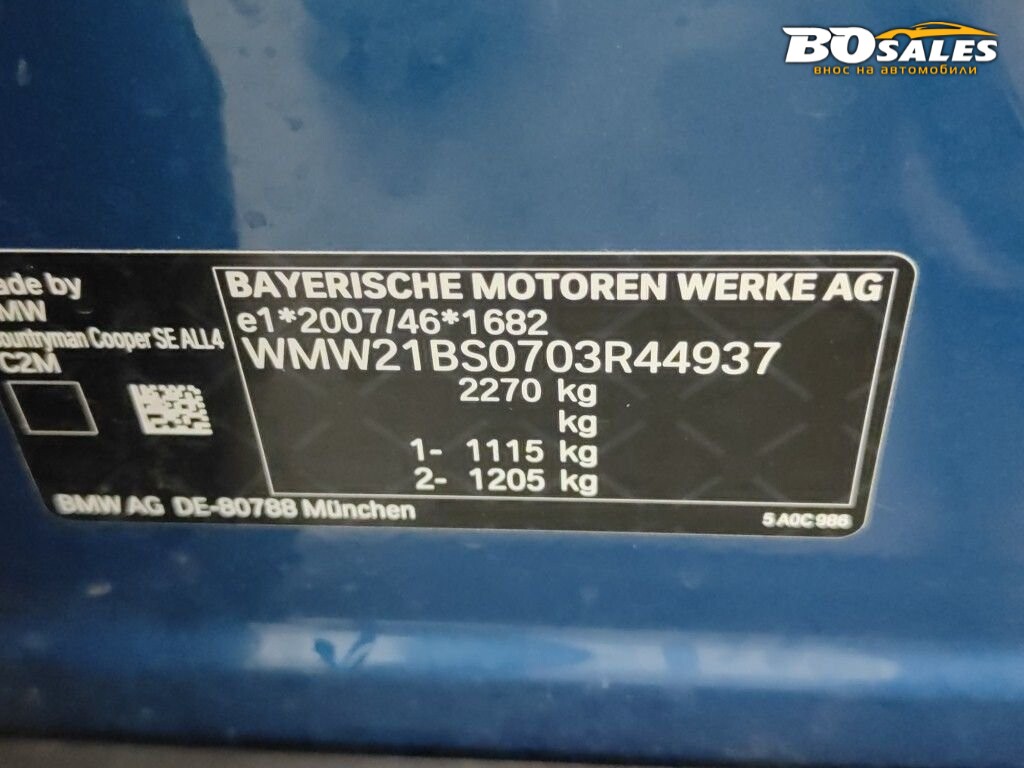 BOSALES
внос на автомобили
ade by
MW
ountryman Cooper SE ALL4
C2M
BAYERISCHE MOTOREN WERKE AG
e1*2007/46*1682
WMW21BS0703R44937
2270 kg
kg
1- 1115 kg
2- 1205 kg
BMW AG DE-80788 München
5 A0C 986